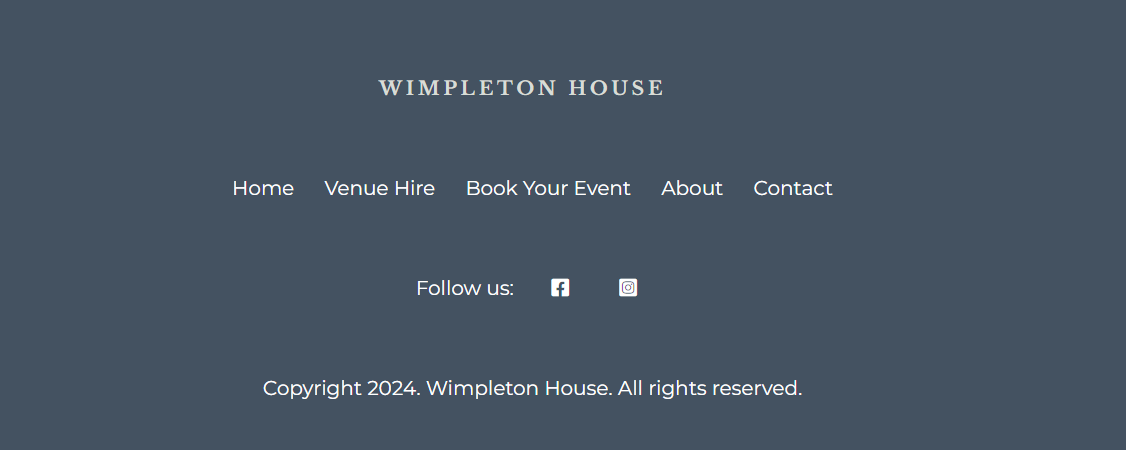 WIMPLETON HOUSE
Home Venue Hire Book Your Event About Contact
Follow us:
Copyright 2024. Wimpleton House. All rights reserved.